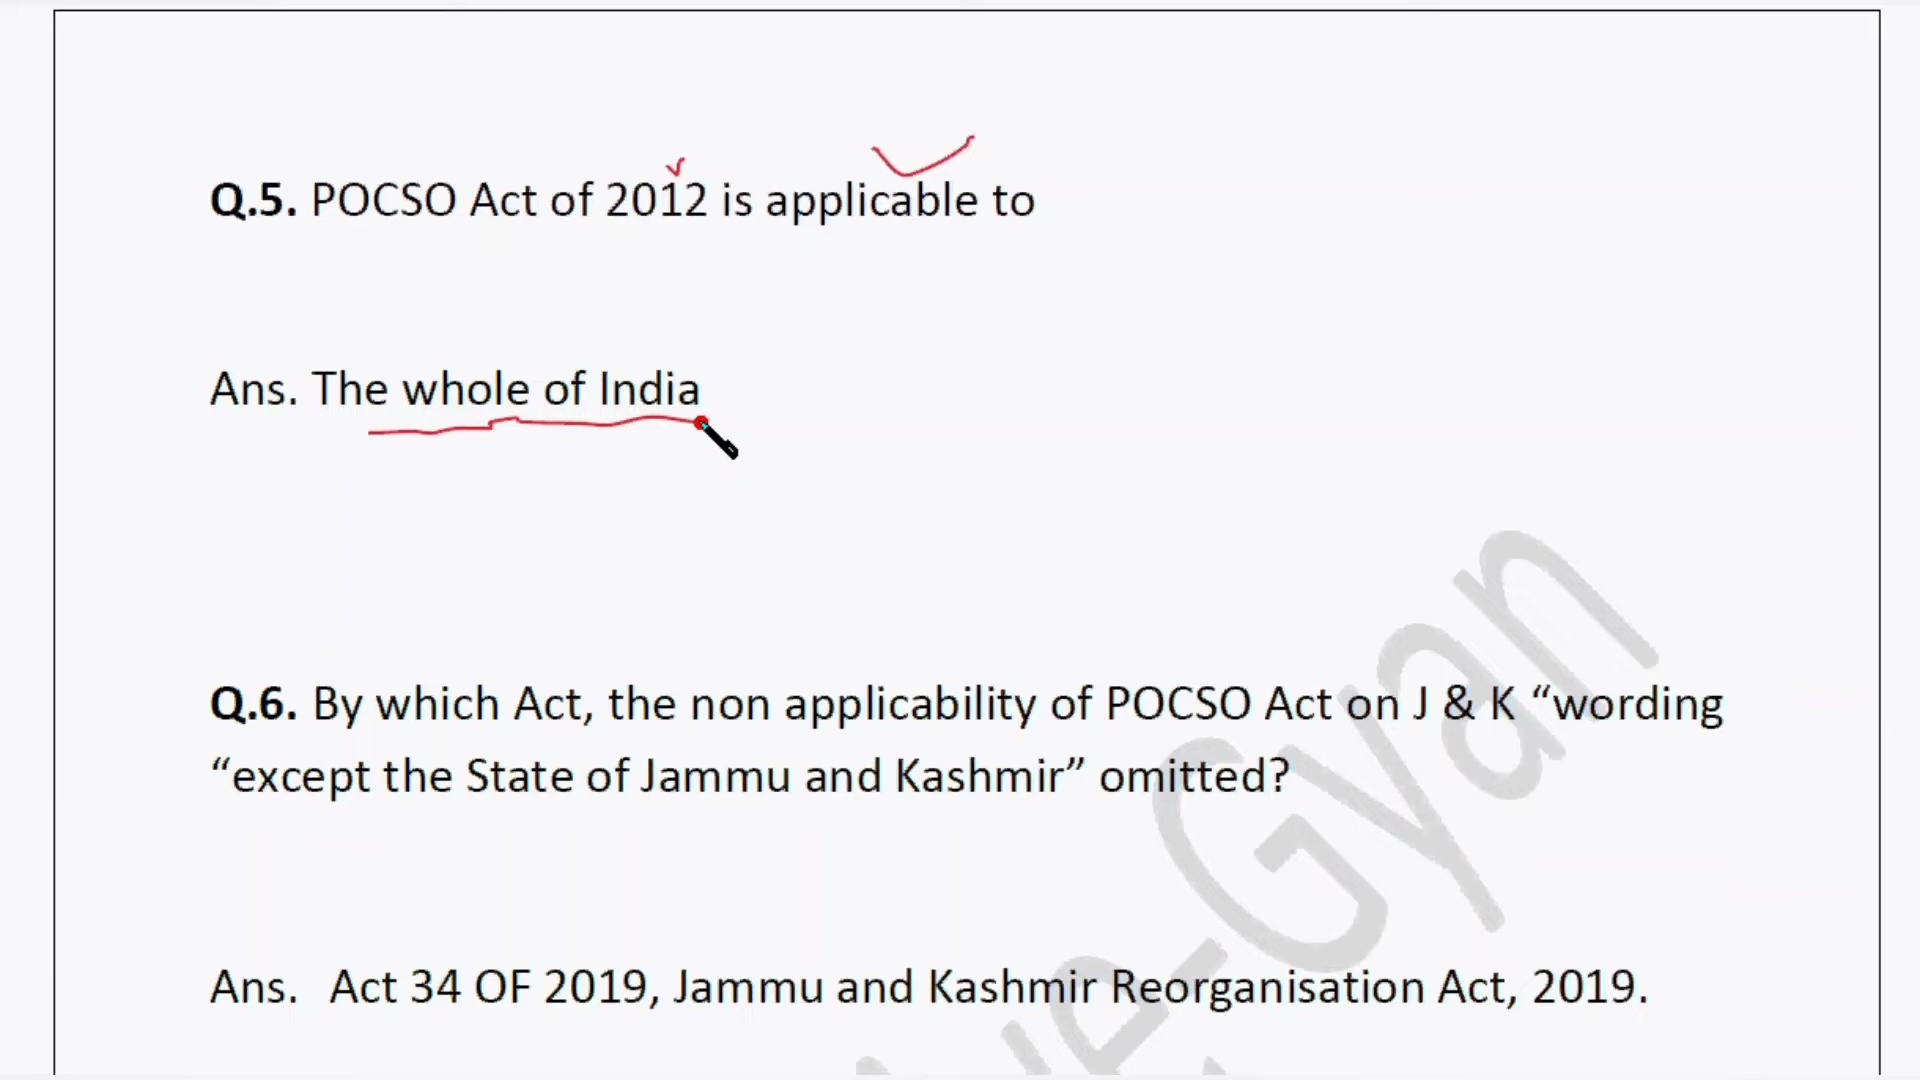 Q.5. POCSO Act of 2012 is applicable to
Ans. The whole of India
Q.6. By which Act, the non applicability of POCSO Act on J & K “wording
“except the State of Jammu and Kashmir” omitted?
Ans. Act 34 OF 2019, Jammu and Kashmir Reorganisation Act, 2019.